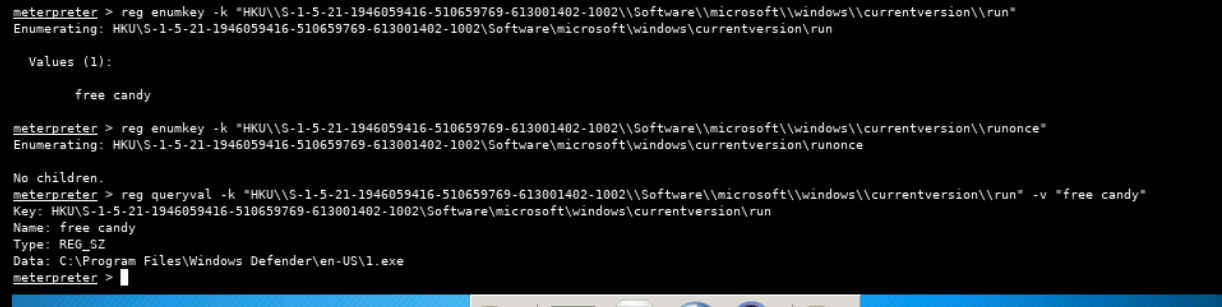 meterpreter > reg enumkey -k "HKU\\S-1-5-21-1946059416-510659769-613001402-1002\\Software\\microsoft\\windows\\currentversion\\run"
Enumerating: HKU\S-1-5-21-1946059416-510659769-613001402-1002\Software\microsoft\windows\currentversion\run
Values (1):
free candy
meterpreter > reg enumkey -k "HKU\\S-1-5-21-1946059416-510659769-613001402-1002\\Software\\microsoft\\windows\\currentversion\\runonce"
Enumerating: HKU\S-1-5-21-1946059416-510659769-613001402-1002\Software\microsoft\windows\currentversion\runonce
No children.
meterpreter > reg queryval -k "HKU\\S-1-5-21-1946059416-510659769-613001402-1002\\Software\\microsoft\\windows\\currentversion\\run" -v "free candy"
Key: HKU\S-1-5-21-1946059416-510659769-613001402-1002\Software\microsoft\windows\currentversion\run
Name: free candy
Type: REG_SZ
Data: C:\Program Files\Windows Defender\en-US\1.exe
meterpreter >